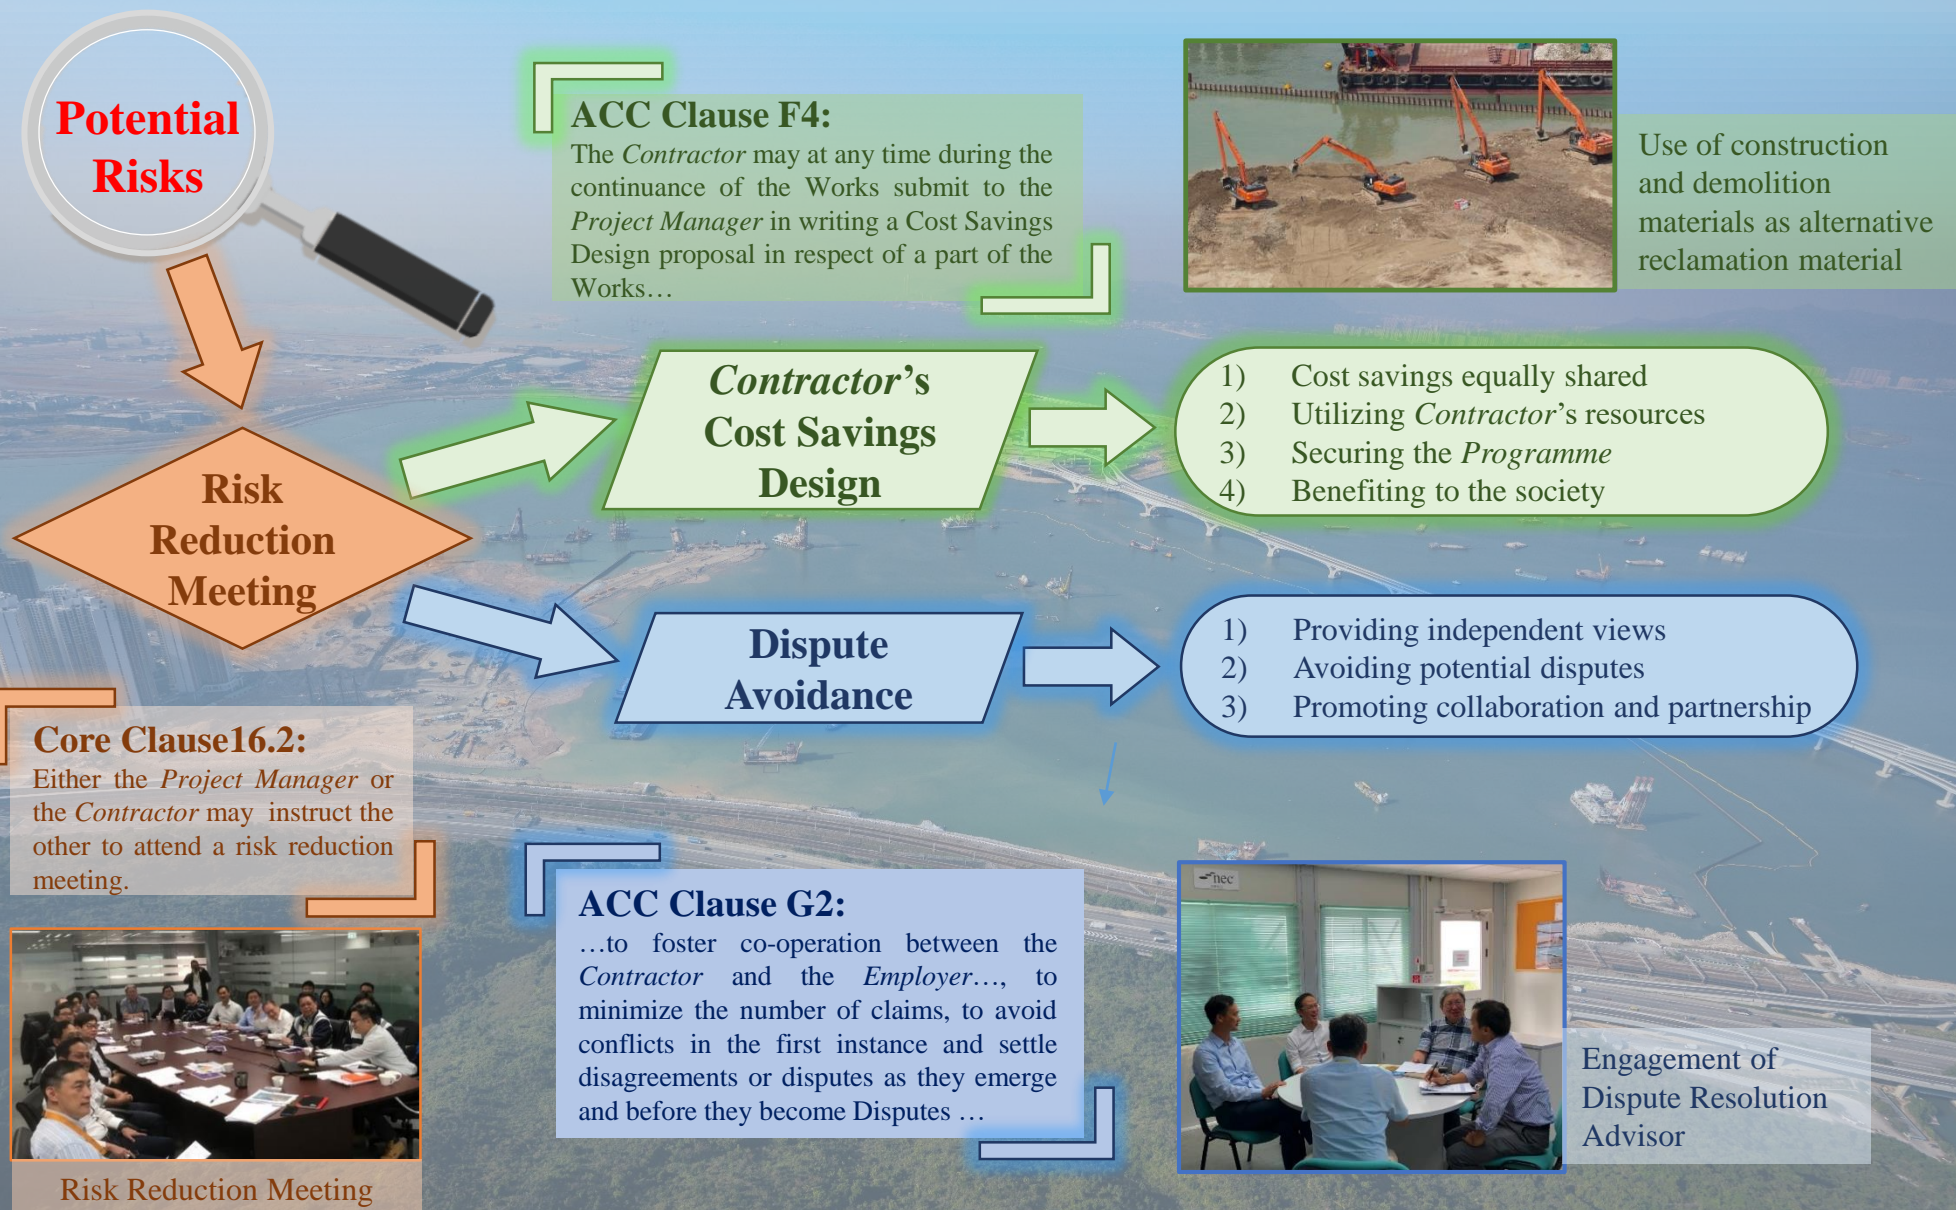 Potential
Risks
ACC Clause F4:
The Contractor may at any time during the
continuance of the Works submit to the
Project Manager in writing a Cost Savings
Design proposal in respect of a part of the
Works…
Use of construction
and demolition
materials as alternative
reclamation material
Risk
Reduction
Meeting
Contractor's
Cost Savings
Design
1) Cost savings equally shared
2) Utilizing Contractor's resources
3) Securing the Programme
4) Benefiting to the society
Dispute
Avoidance
1) Providing independent views
2) Avoiding potential disputes
3) Promoting collaboration and partnership
Core Clause16.2:
Either the Project Manager or
the Contractor may instruct the
other to attend a risk reduction
meeting.
Risk Reduction Meeting
ACC Clause G2:
…to foster co-operation between the
Contractor and the Employer…, to
minimize the number of claims, to avoid
conflicts in the first instance and settle
disagreements or disputes as they emerge
and before they become Disputes …
nec
Engagement of
Dispute Resolution
Advisor